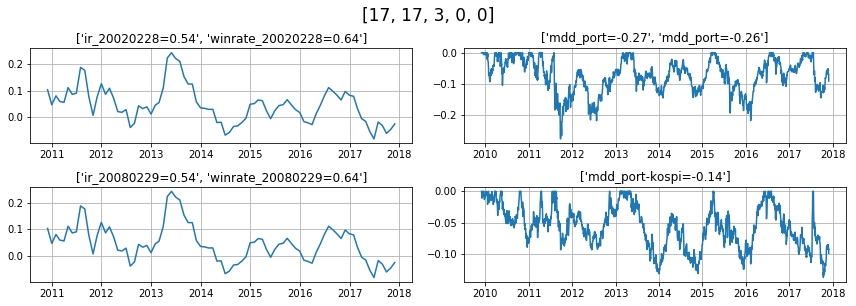 [17, 17, 3, 0, 0]
['ir_20020228=0.54', 'winrate_20020228=0.64']
0.2
0.1
0.0
2011 2012 2013 2014 2015 2016 2017 2018
['mdd_port=-0.27', 'mdd_port=-0.26']
0.0
−0.1
−0.2
2010 2011 2012 2013 2014 2015 2016 2017 2018
['ir_20080229=0.54', 'winrate_20080229=0.64']
0.2
0.1
0.0
2011 2012 2013 2014 2015 2016 2017 2018
['mdd_port-kospi=-0.14']
0.00
−0.05
−0.10
2010 2011 2012 2013 2014 2015 2016 2017 2018